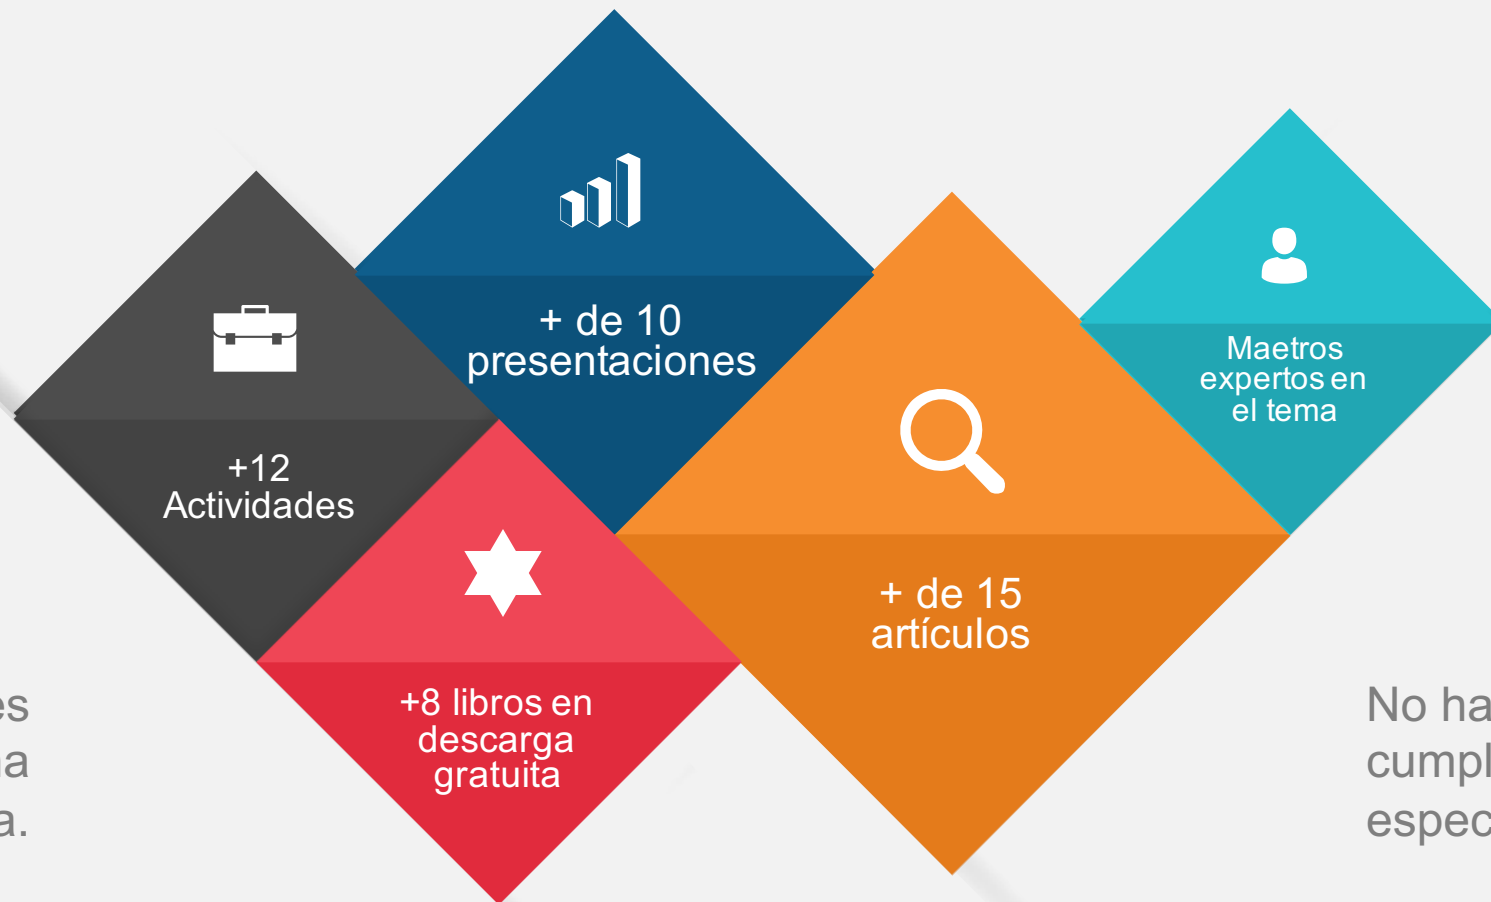 + de 10
presentaciones
Maetros
expertos en
el tema
+12
Actividades
+ de 15
artículos
+8 libros en
descarga
gratuita
No ha
cumpl
espec